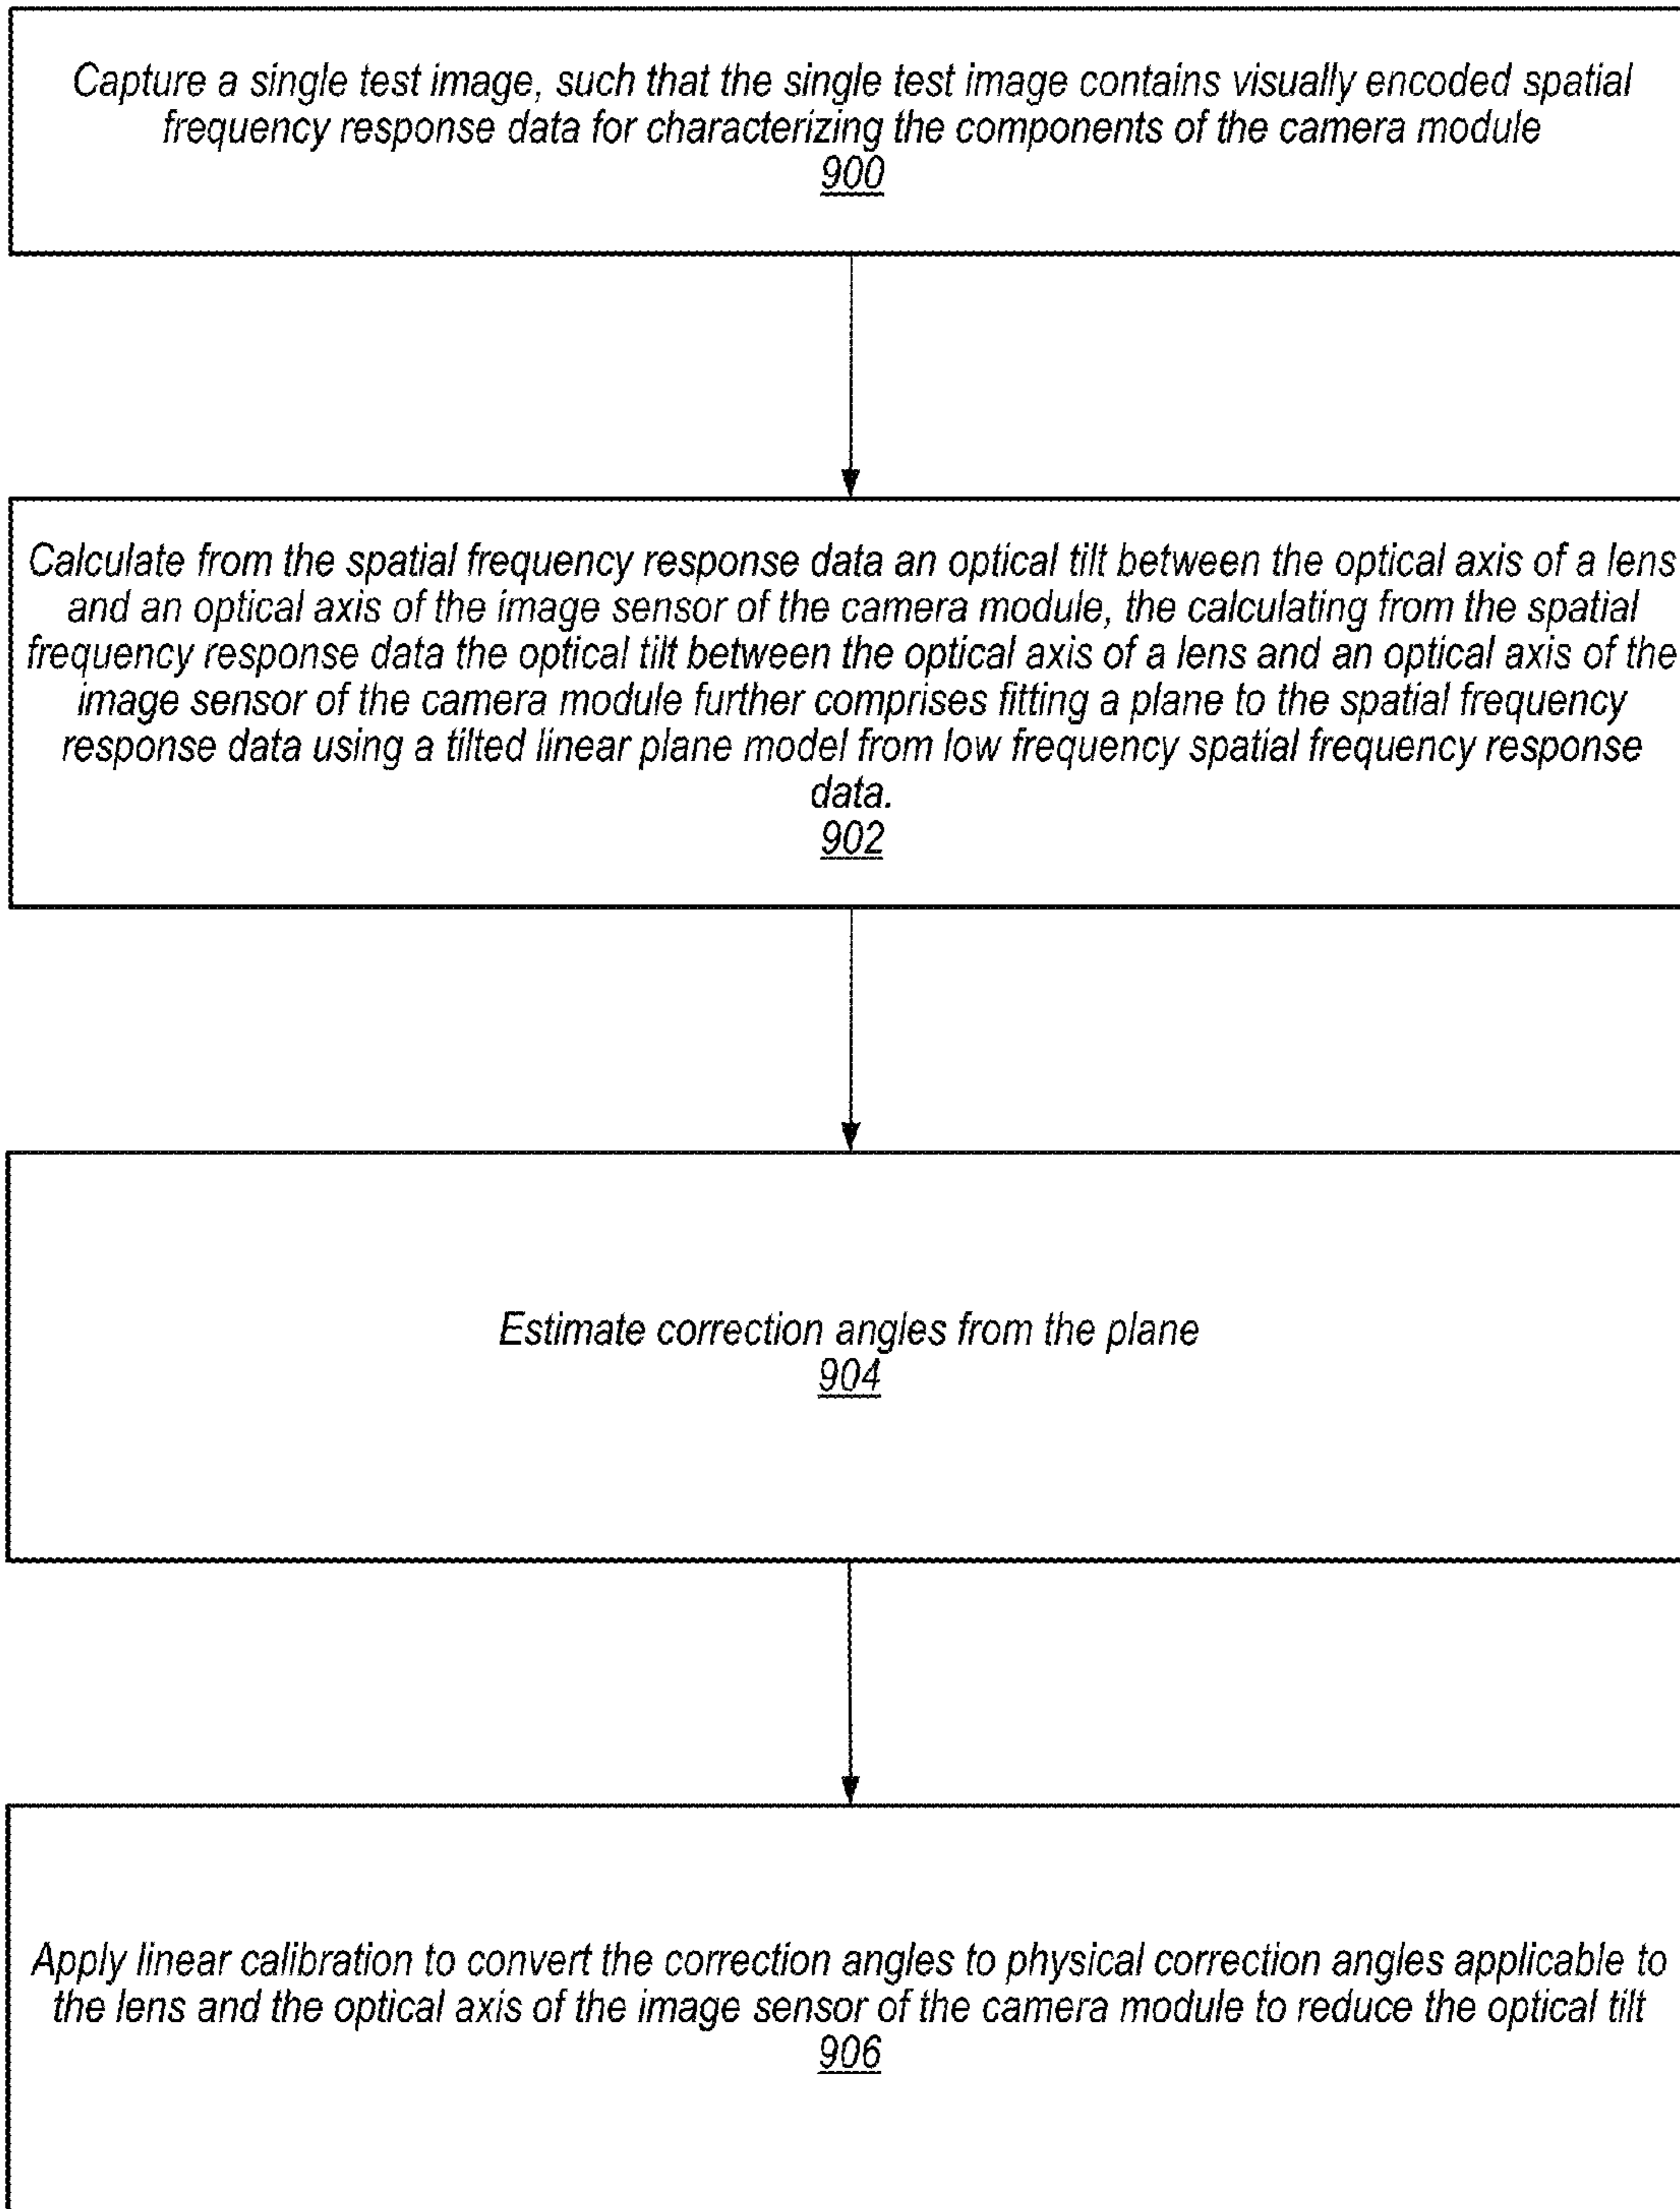 Capture a single test image, such that the single test image contains visually encoded spatial
frequency response data for characterizing the components of the camera module
900
Calculate from the spatial frequency response data an optical tilt between the optical axis of a lens
and an optical axis of the image sensor of the camera module, the calculating from the spatial
frequency response data the optical tilt between the optical axis of a lens and an optical axis of the
image sensor of the camera module further comprises fitting a plane to the spatial frequency
response data using a tilted linear plane model from low frequency spatial frequency response
data.
902
Estimate correction angles from the plane
904
Apply linear calibration to convert the correction angles to physical correction angles applicable to
the lens and the optical axis of the image sensor of the camera module to reduce the optical tilt
906